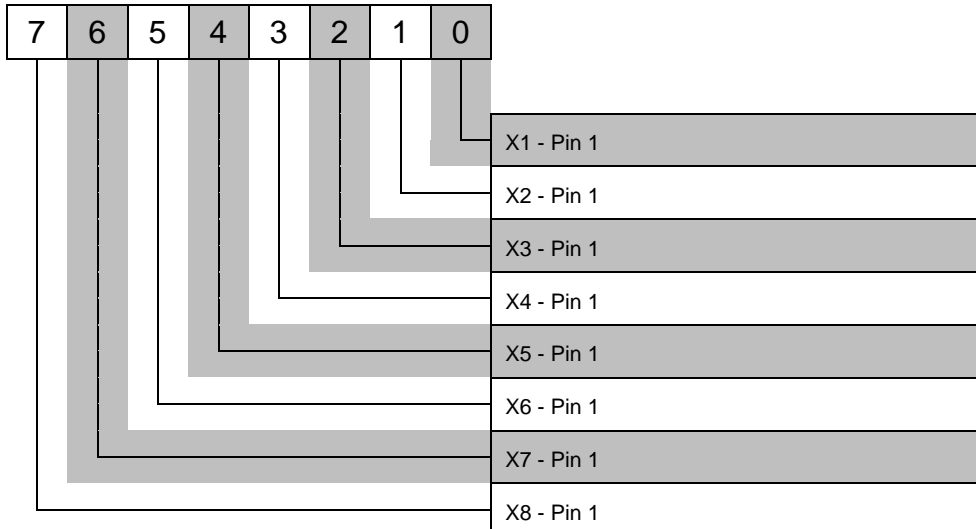 7 6 5 4 3 2 1 0
X1 - Pin 1
X2 - Pin 1
X3 - Pin 1
X4 - Pin 1
X5 - Pin 1
X6 - Pin 1
X7 - Pin 1
X8 - Pin 1